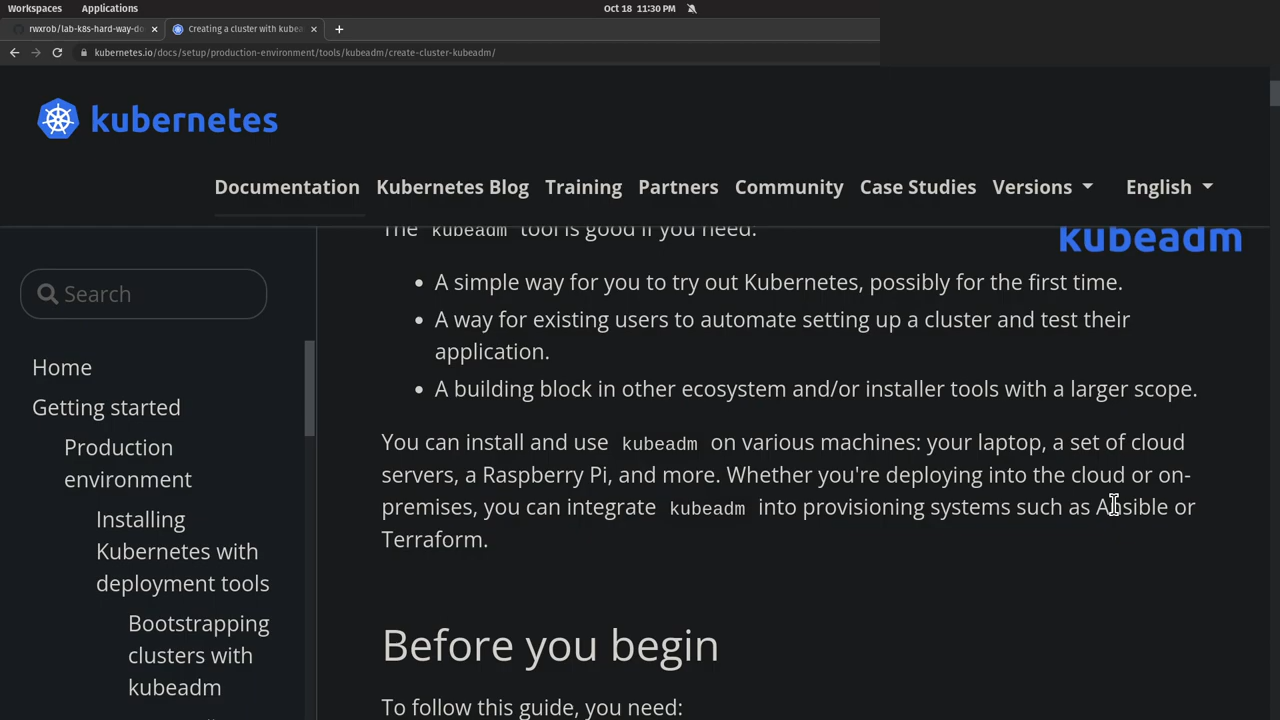 Workspaces Applications Oct 18 11:30 PM
rwxrob/lab-k8s-hard-way-do Creating a cluster with kubea
kubernetes.io/docs/setup/production-environment/tools/kubeadm/create-cluster-kubeadm/
kubernetes
Documentation Kubernetes Blog Training Partners Community Case Studies Versions English
The kubeadm tool is good if you need:
kubeadm
A simple way for you to try out Kubernetes, possibly for the first time.
A way for existing users to automate setting up a cluster and test their
application.
A building block in other ecosystem and/or installer tools with a larger scope.
You can install and use kubeadm on various machines: your laptop, a set of cloud
servers, a Raspberry Pi, and more. Whether you're deploying into the cloud or on-
premises, you can integrate kubeadm into provisioning systems such as Ansible or
Terraform.
Before you begin
To follow this guide, you need:
Search
Home
Getting started
Production
environment
Installing
Kubernetes with
deployment tools
Bootstrapping
clusters with
kubeadm